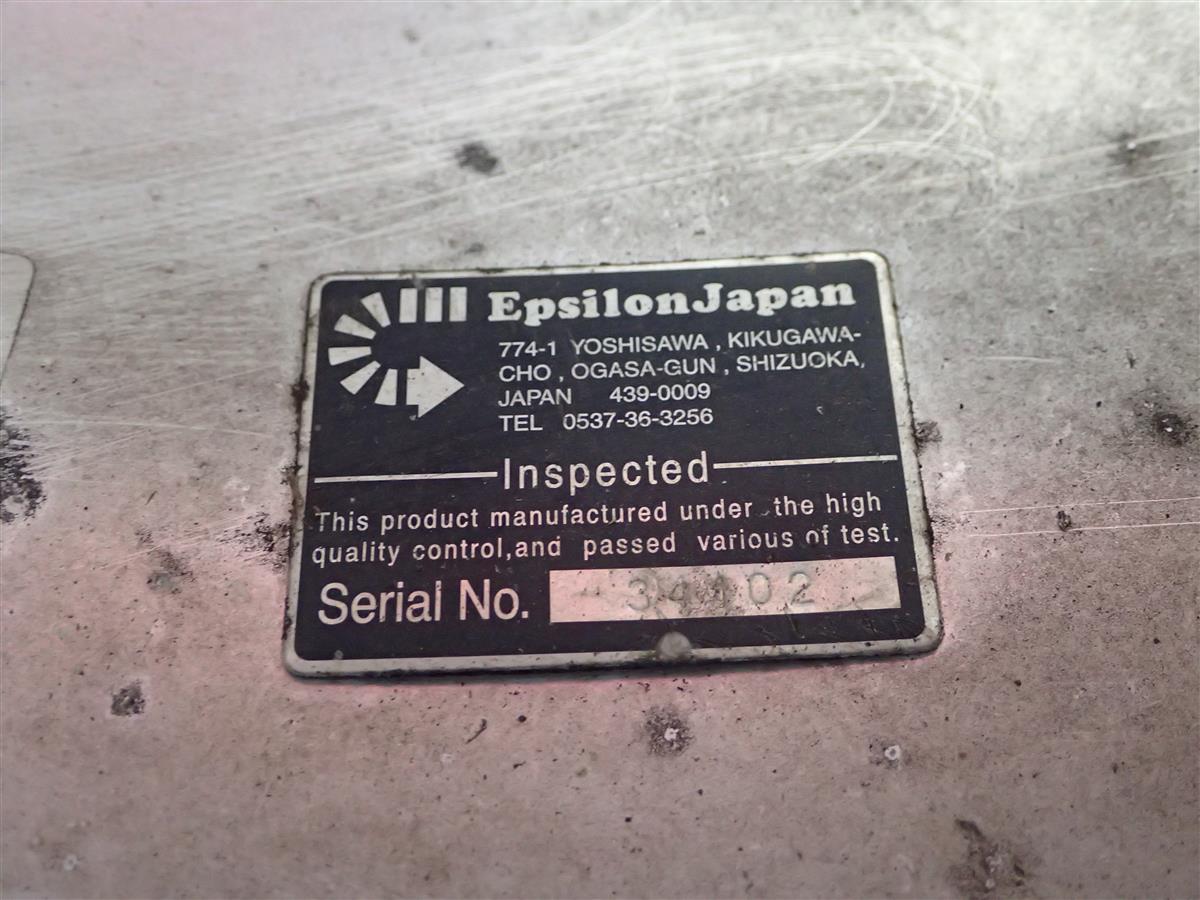 EpsilonJapan
774-1 YOSHISAWA , KIKUGAWA-
CHO , OGASA-GUN , SHIZUOKA,
JAPAN 439-0009
TEL 0537-36-3256
Inspected
This product manufactured under the high
quality control,and passed various of test.
Serial No. 34102